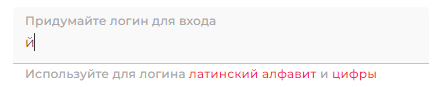 Придумайте логин для входа
й
Используйте для логина латинский алфавит и цифры